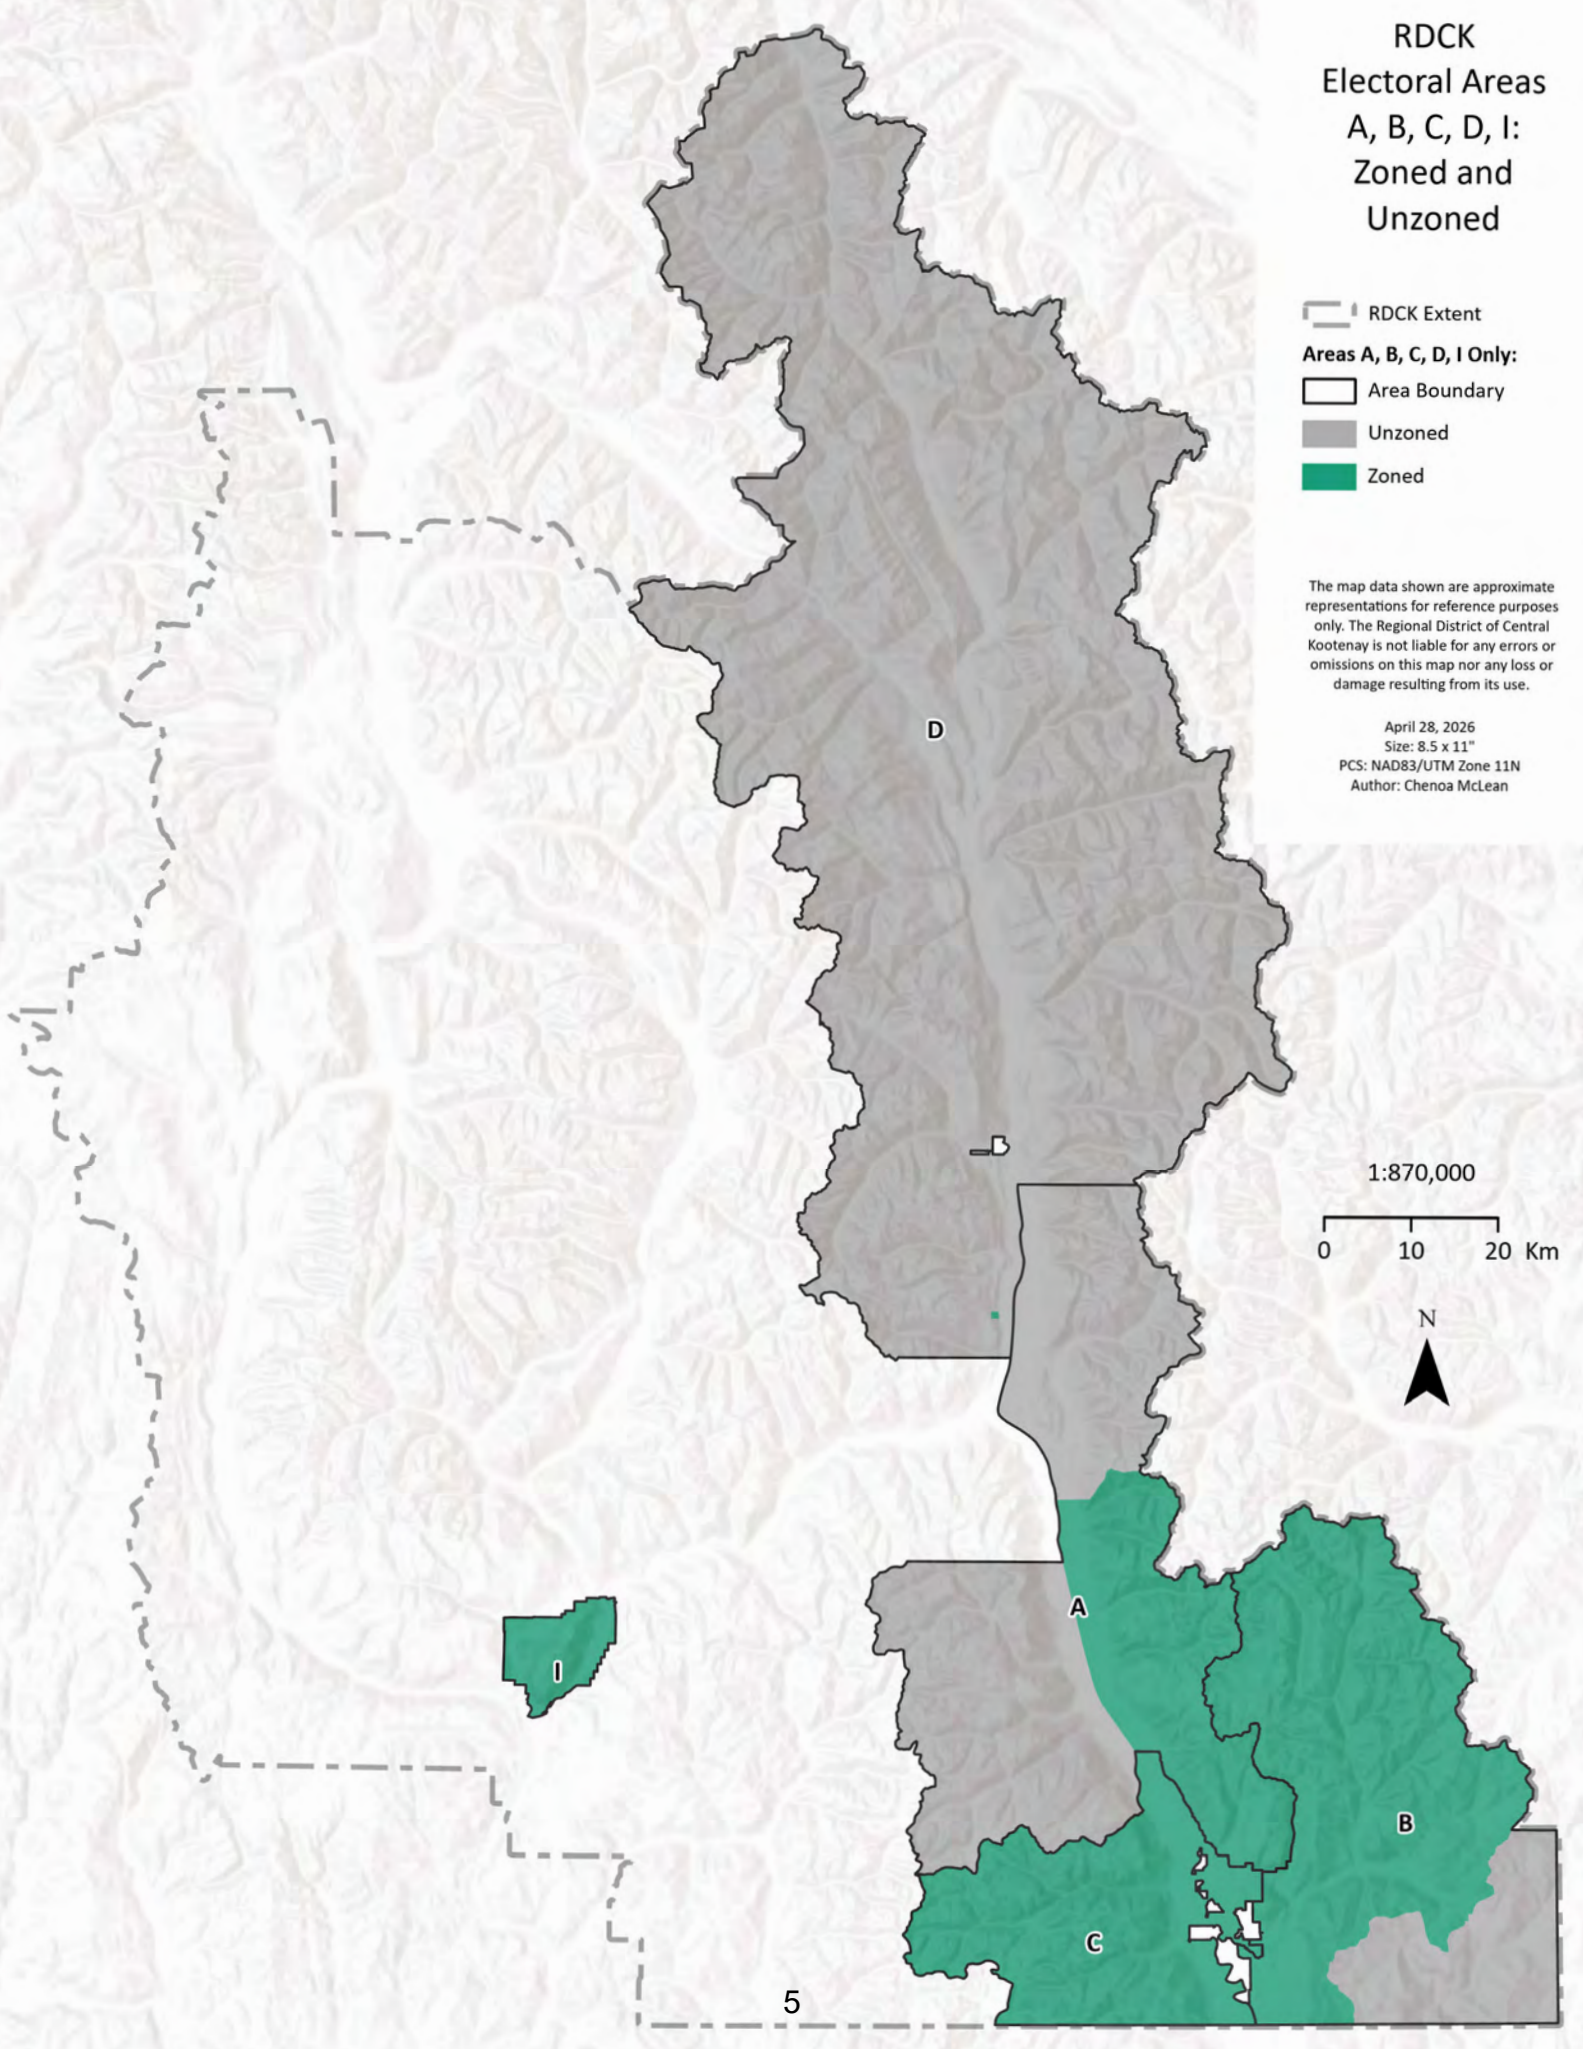 RDCK
Electoral Areas
A, B, C, D, I:
Zoned and
Unzoned
RDCK Extent
Areas A, B, C, D, I Only:
Area Boundary
Unzoned
Zoned
The map data shown are approximate
representations for reference purposes
only. The Regional District of Central
Kootenay is not liable for any errors or
omissions on this map nor any loss or
damage resulting from its use.
April 28, 2026
Size: 8.5 x 11"
PCS: NAD83/UTM Zone 11N
Author: Chenoa McLean
D
1:870,000
0 10 20 Km
N
A
I
B
C
5